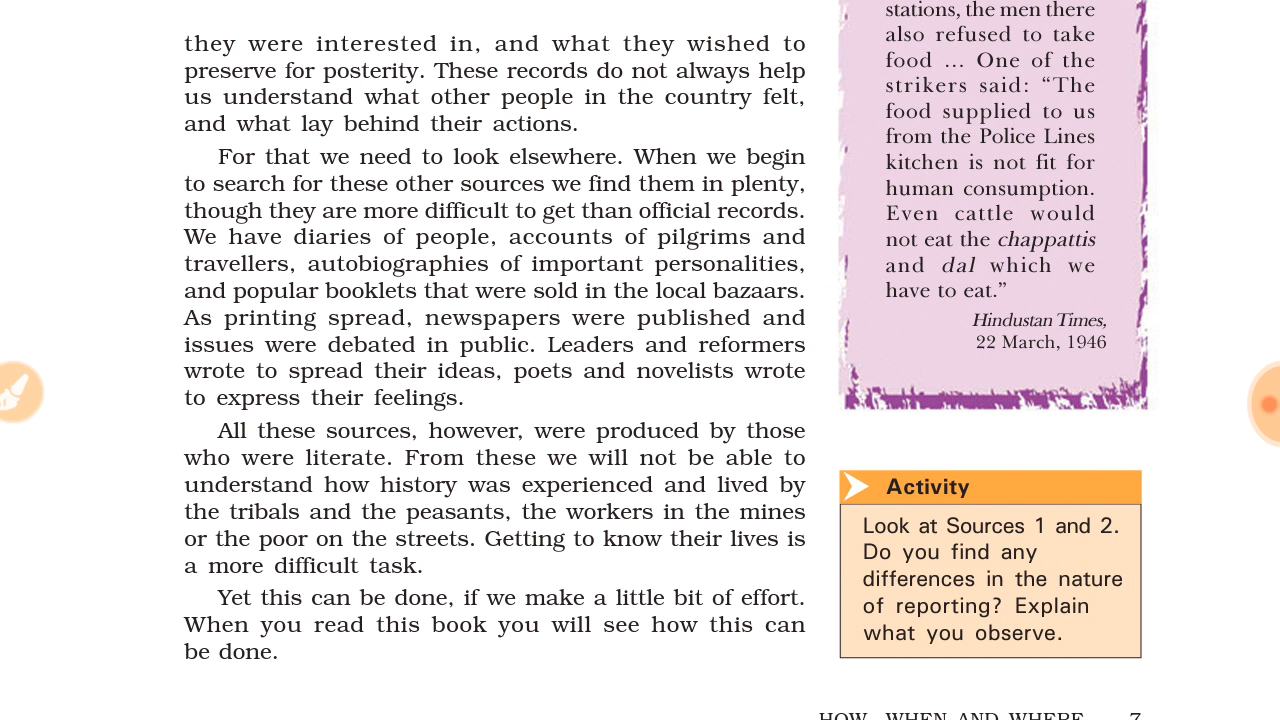 they were interested in, and what they wished to
preserve for posterity. These records do not always help
us understand what other people in the country felt,
and what lay behind their actions.
For that we need to look elsewhere. When we begin
to search for these other sources we find them in plenty,
though they are more difficult to get than official records.
We have diaries of people, accounts of pilgrims and
travellers, autobiographies of important personalities,
and popular booklets that were sold in the local bazaars.
As printing spread, newspapers were published and
issues were debated in public. Leaders and reformers
wrote to spread their ideas, poets and novelists wrote
to express their feelings.
All these sources, however, were produced by those
who were literate. From these we will not be able to
understand how history was experienced and lived by
the tribals and the peasants, the workers in the mines
or the poor on the streets. Getting to know their lives is
a more difficult task.
Yet this can be done, if we make a little bit of effort.
When you read this book you will see how this can
be done.
stations, the men there
also refused to take
food ... One of the
strikers said: “The
food supplied to us
from the Police Lines
kitchen is not fit for
human consumption.
Even cattle would
not eat the chappattis
and dal which we
have to eat.”
Hindustan Times,
22 March, 1946
Activity
Look at Sources 1 and 2.
Do you find any
differences in the nature
of reporting? Explain
what you observe.
HOW, WHEN AND WHERE 7